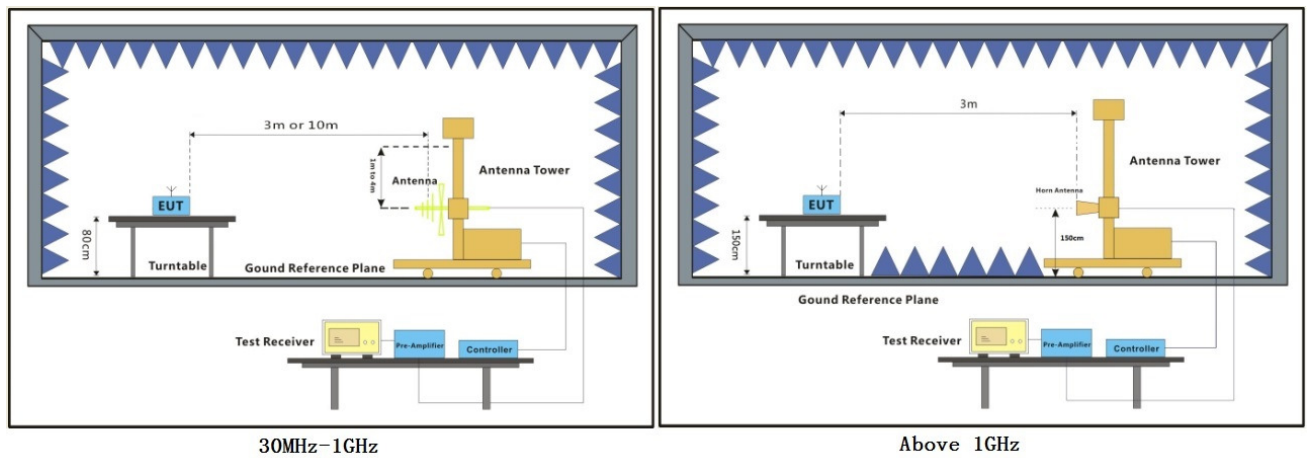 3m or 10m
1m to 4m
Antenna
Antenna Tower
EUT
80cm
Turntable
Gound Reference Plane
Test Receiver
Pre-Amplifier
Controller
30MHz-1GHz
3m
Antenna Tower
Horn Antenna
EUT
150cm
150cm
Turntable
Gound Reference Plane
Test Receiver
Pre-Amplifier
Controller
Above 1GHz